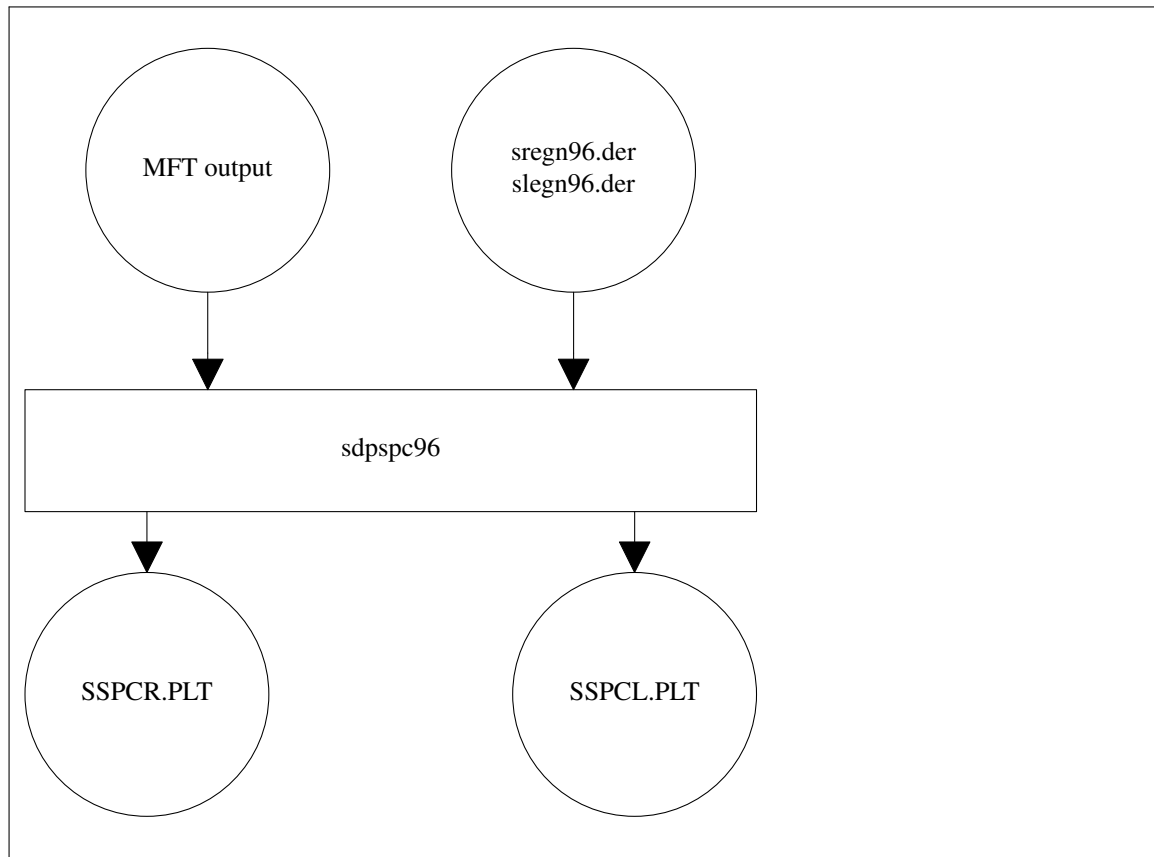 MFT output
sregn96.der
slegn96.der
sdpspc96
SSPCR.PLT
SSPCL.PLT